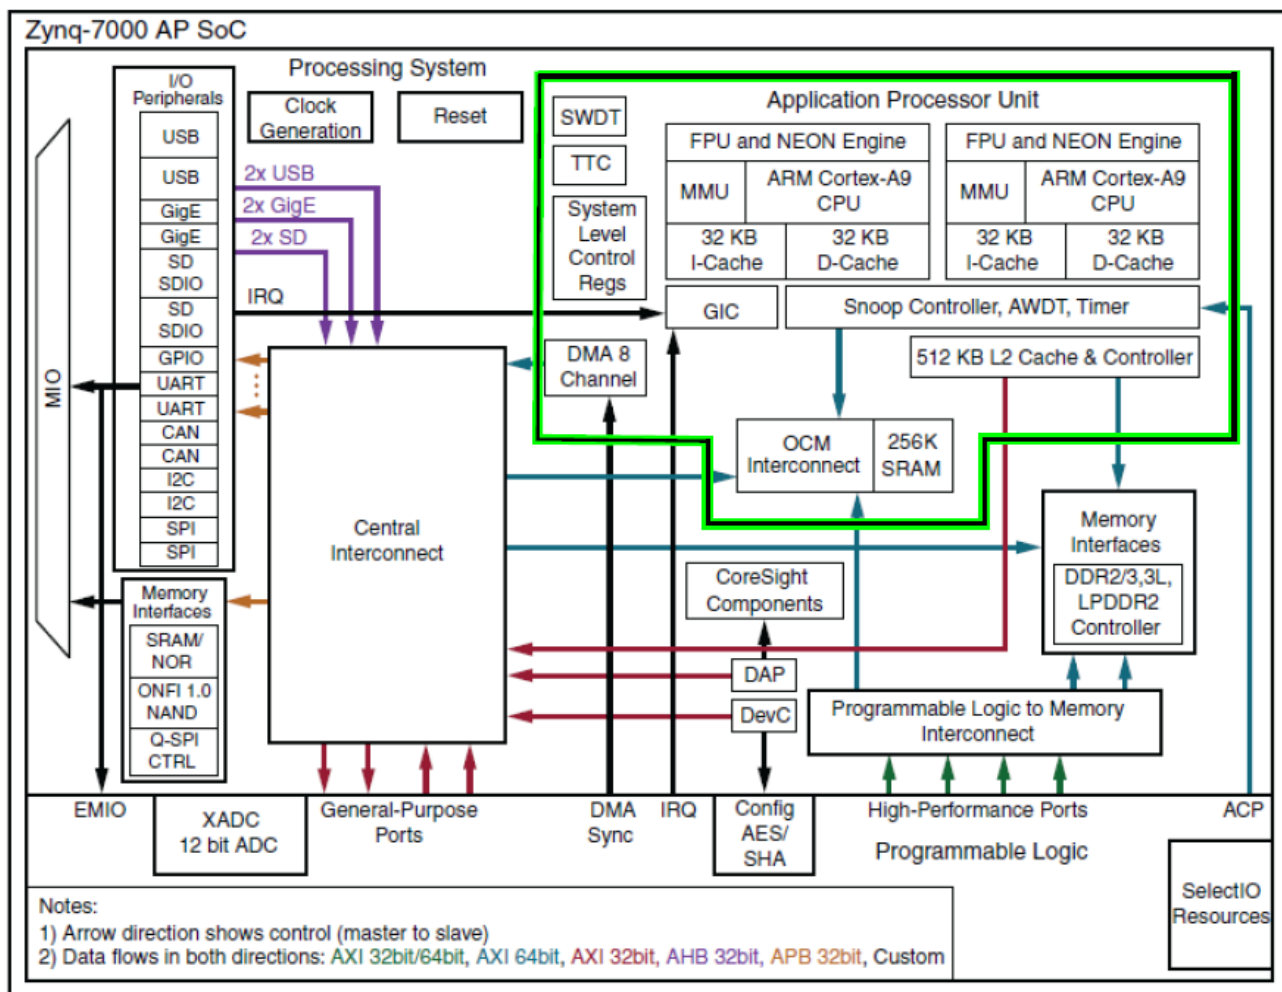 Zynq-7000 AP SoC
Processing System
I/O
Peripherals
USB
USB
GigE
GigE
SD
SDIO
SD
SDIO
GPIO
UART
UART
CAN
CAN
I2C
I2C
SPI
SPI
MIO
Clock
Generation
Reset
2x USB
2x GigE
2x SD
IRQ
Application Processor Unit
SWDT
TTC
System
Level
Control
Regs
FPU and NEON Engine
MMU
ARM Cortex-A9
CPU
32 KB
I-Cache
32 KB
D-Cache
FPU and NEON Engine
MMU
ARM Cortex-A9
CPU
32 KB
I-Cache
32 KB
D-Cache
GIC
Snoop Controller, AWDT, Timer
DMA 8
Channel
512 KB L2 Cache & Controller
OCM
Interconnect
256K
SRAM
Central
Interconnect
Memory
Interfaces
DDR2/3,3L,
LPDDR2
Controller
CoreSight
Components
Memory
Interfaces
SRAM/
NOR
ONFI 1.0
NAND
Q-SPI
CTRL
DAP
DevC
Programmable Logic to Memory
Interconnect
EMIO
XADC
12 bit ADC
General-Purpose
Ports
DMA
Sync
IRQ
Config
AES/
SHA
High-Performance Ports
ACP
Programmable Logic
SelectIO
Resources
Notes:
1) Arrow direction shows control (master to slave)
2) Data flows in both directions: AXI 32bit/64bit, AXI 64bit, AXI 32bit, AHB 32bit, APB 32bit, Custom